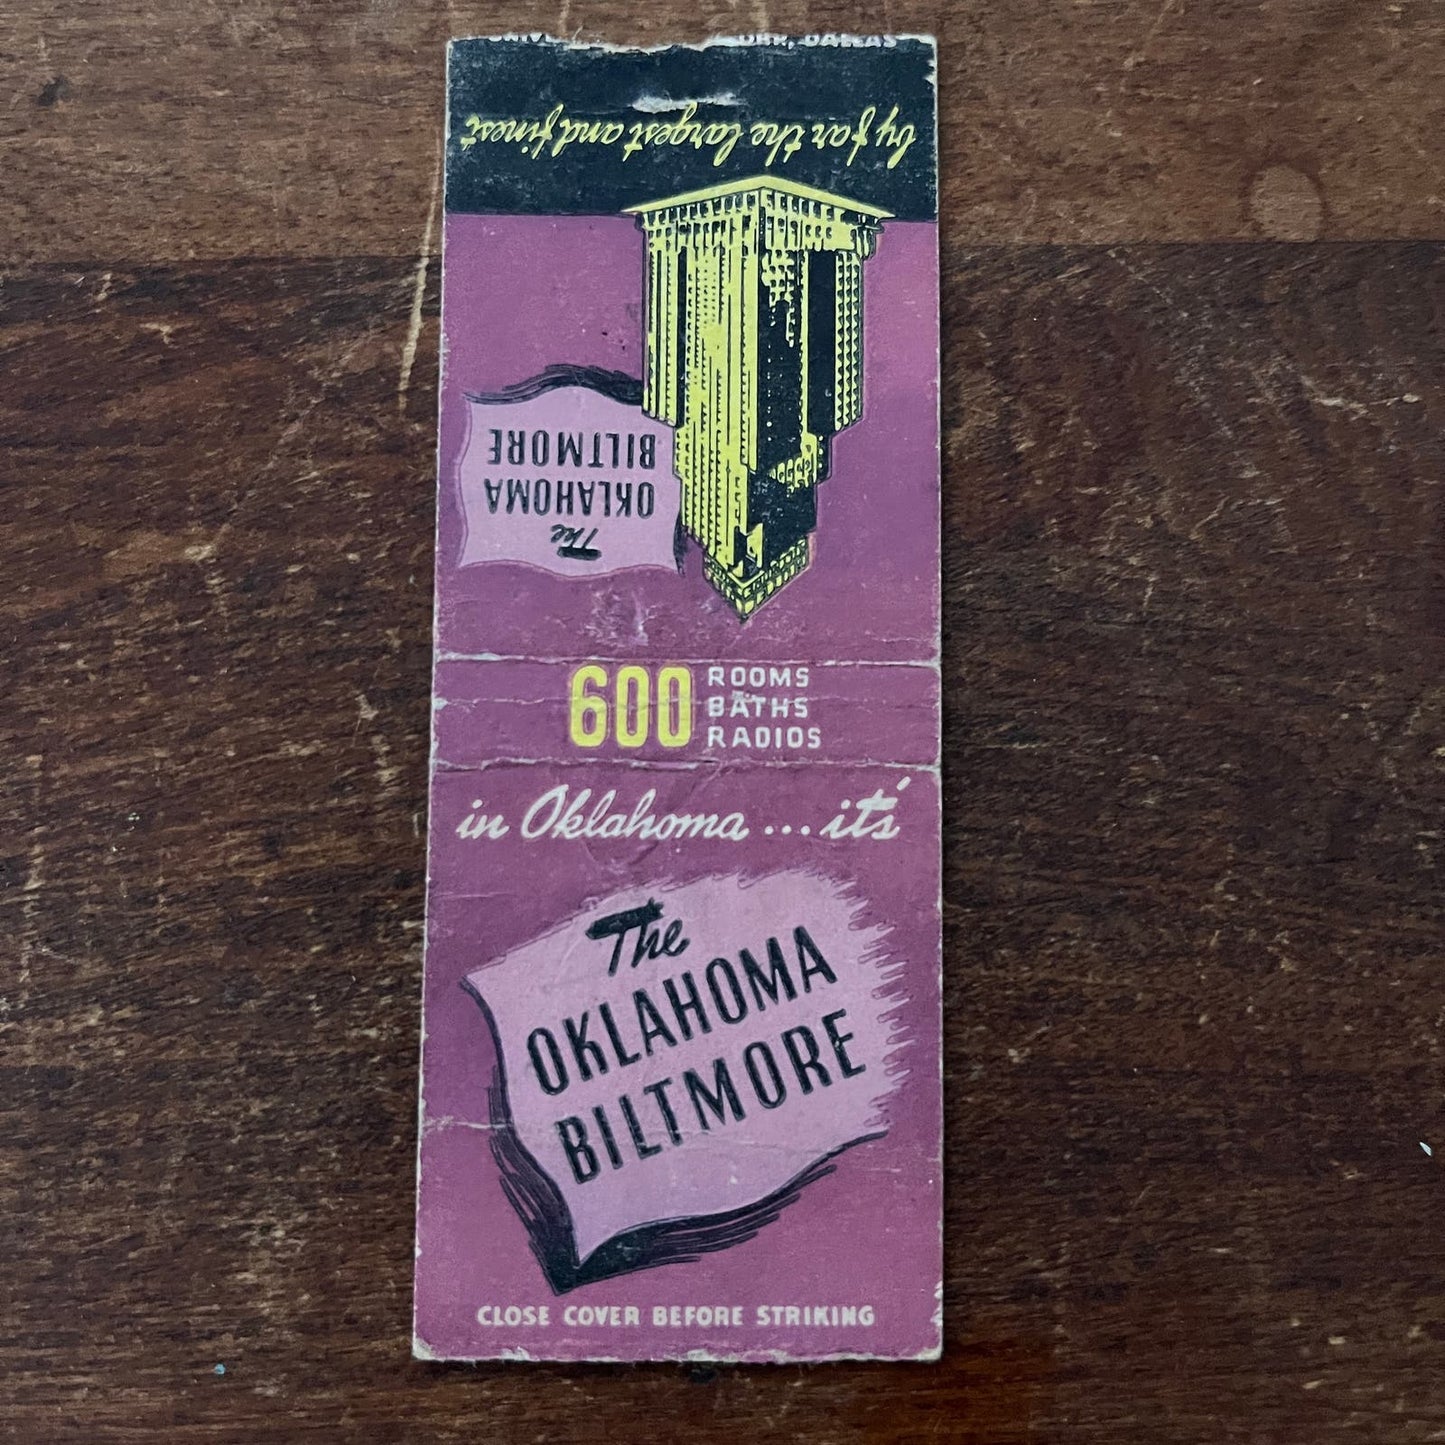 DALLAS
by far the largest and finest
The
OKLAHOMA
BILTMORE
600 ROOMS
BATHS
RADIOS
in Oklahoma ... it's
The
OKLAHOMA
BILTMORE
CLOSE COVER BEFORE STRIKING